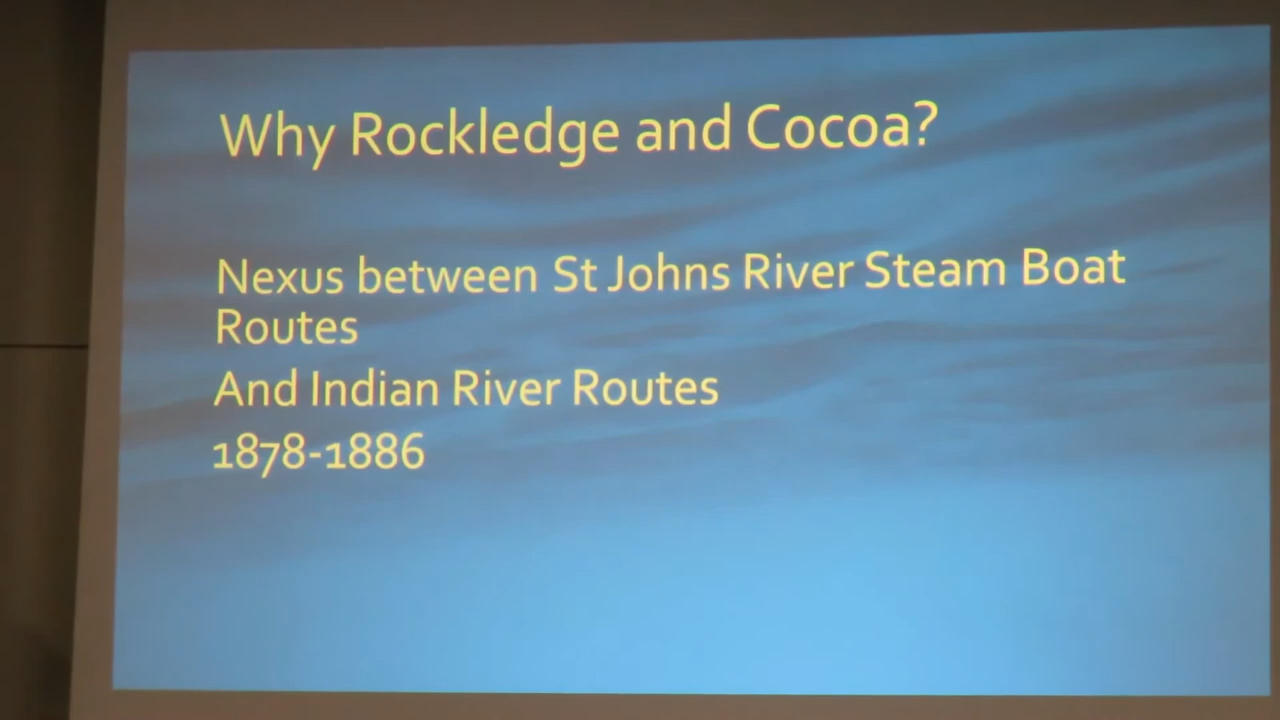 Why Rockledge and Cocoa?
Nexus between St Johns River Steam Boat
Routes
And Indian River Routes
1878-1886